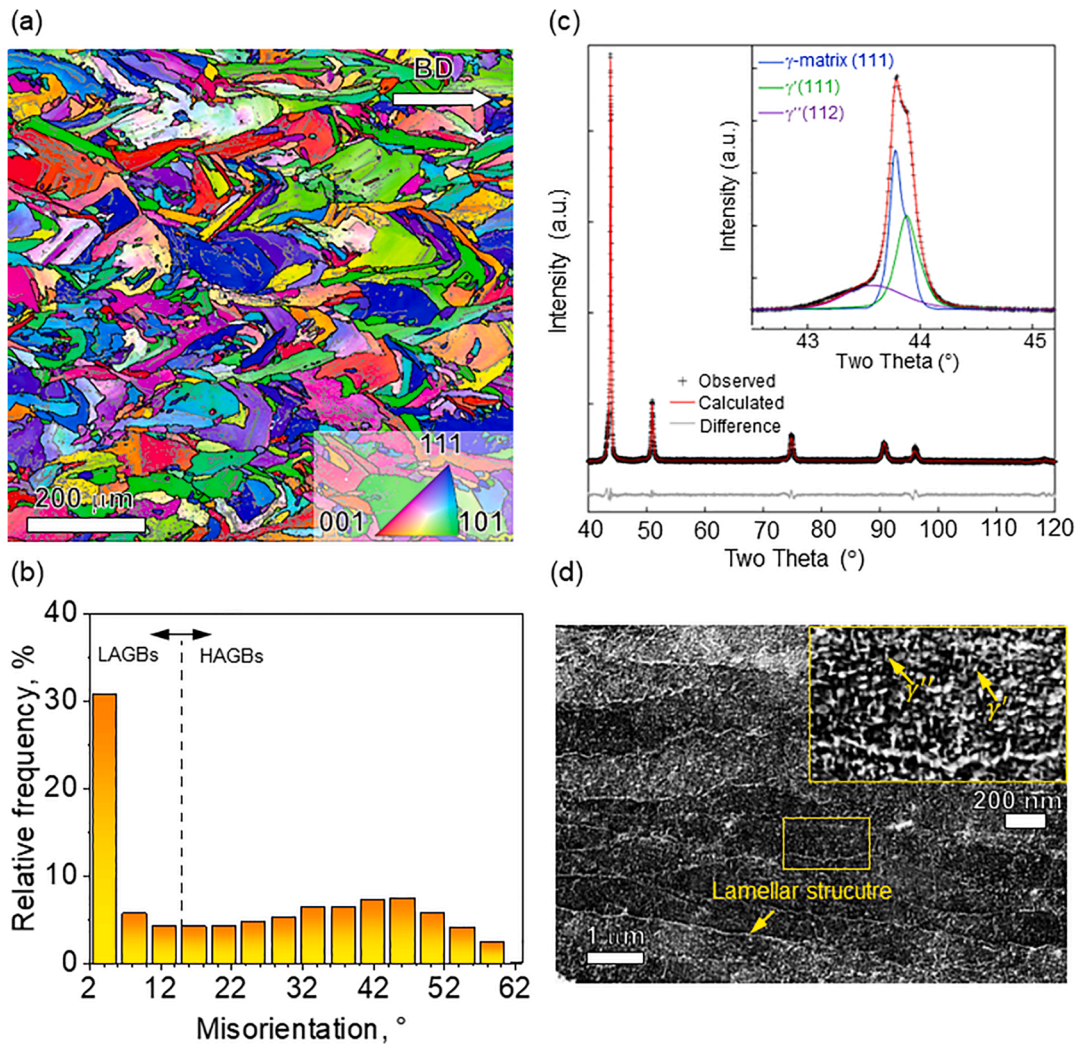 (a)
BD
200 μm
111
001
101
(b)
40
30
20
10
0
LAGBs
HAGBs
Relative frequency, %
2
12
22
32
42
52
62
Misorientation, °
(c)
γ-matrix (111)
γ'(111)
γ''(112)
Intensity (a.u.)
43
44
45
Two Theta (°)
Intensity (a.u.)
Observed
Calculated
Difference
40
50
60
70
80
90
100
110
120
Two Theta (°)
(d)
γ''
γ'
200 nm
Lamellar strucutre
1 μm